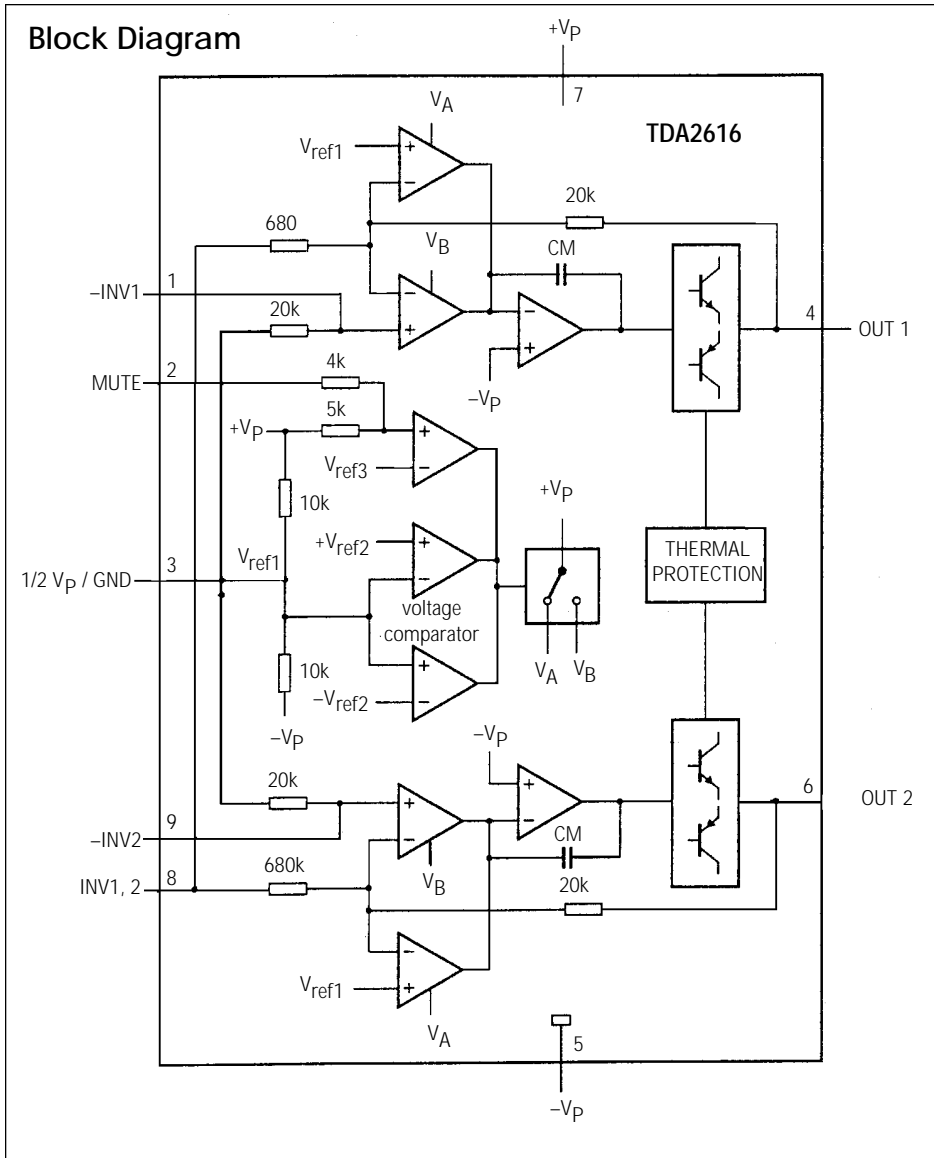 Block Diagram
+VP
7
TDA2616
VA
Vref1
+
−
20k
680
VB
CM
1
−INV1
−
+
20k
−
+
−VP
4
OUT 1
2
MUTE
4k
5k
+VP
+
−
Vref3
10k
+VP
Vref1
+Vref2
+
−
3
1/2 VP / GND
THERMAL
PROTECTION
voltage
comparator
VA
VB
10k
+
−
−Vref2
−VP
−VP
20k
+
−
+
−
6
OUT 2
9
−INV2
CM
VB
8
INV1, 2
680k
20k
−
+
Vref1
VA
5
−VP